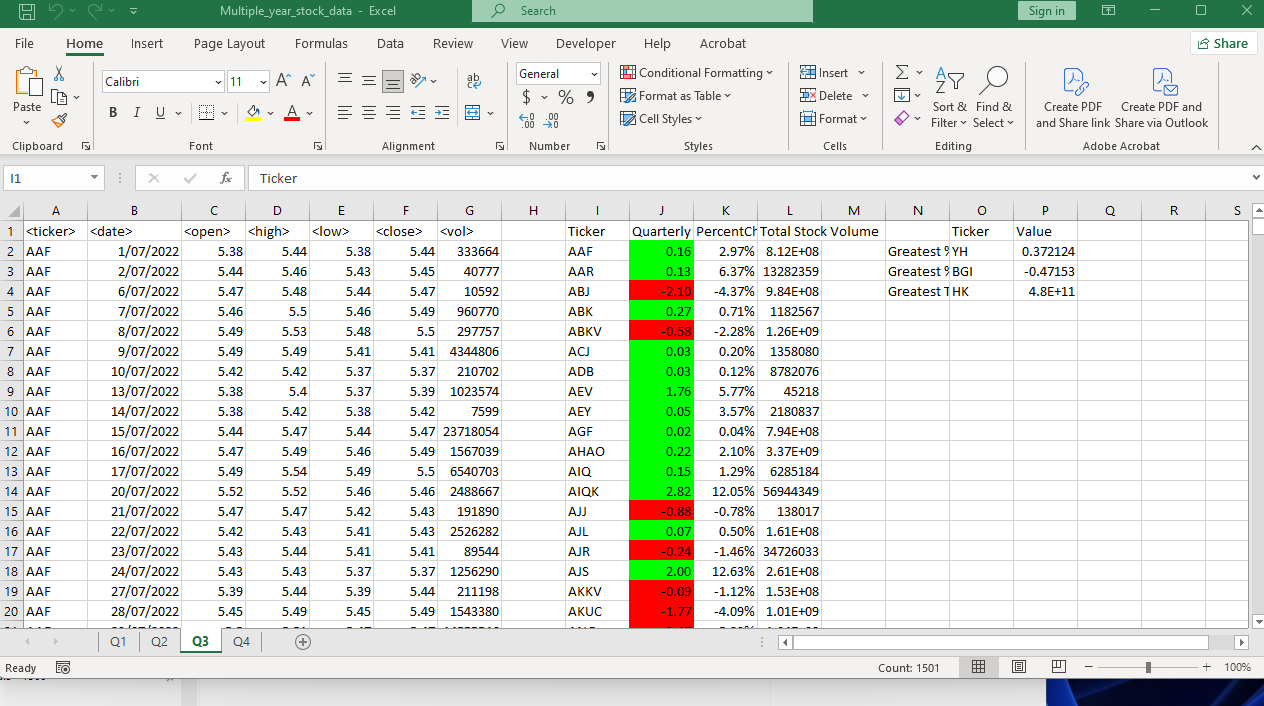 Multiple_year_stock_data - Excel Search Sign in
File Home Insert Page Layout Formulas Data Review View Developer Help Acrobat Share
Calibri 11 General Conditional Formatting Insert
Paste B I U $ % Format as Table Delete Sort & Filter Find & Select Create PDF and Share link Create PDF and Share via Outlook
Cell Styles Format
Clipboard Font Alignment Number Styles Cells Editing Adobe Acrobat
I1 fx Ticker
A B C D E F G H I J K L M N O P Q R S
1 <ticker> <date> <open> <high> <low> <close> <vol> Ticker Quarterly PercentCh Total Stock Volume Ticker Value
2 AAF 1/07/2022 5.38 5.44 5.38 5.44 333664 AAF 0.16 2.97% 8.12E+08 Greatest % YH 0.372124
3 AAF 2/07/2022 5.44 5.46 5.43 5.45 40777 AAR 0.13 6.37% 13282359 Greatest % BGI -0.47153
4 AAF 6/07/2022 5.47 5.48 5.44 5.47 10592 ABJ -2.10 -4.37% 9.84E+08 Greatest T HK 4.8E+11
5 AAF 7/07/2022 5.46 5.5 5.46 5.49 960770 ABK 0.27 0.71% 1182567
6 AAF 8/07/2022 5.49 5.53 5.48 5.5 297757 ABKV -0.58 -2.28% 1.26E+09
7 AAF 9/07/2022 5.49 5.49 5.41 5.41 4344806 ACJ 0.03 0.20% 1358080
8 AAF 10/07/2022 5.42 5.42 5.37 5.37 210702 ADB 0.03 0.12% 8782076
9 AAF 13/07/2022 5.38 5.4 5.37 5.39 1023574 AEV 1.76 5.77% 45218
10 AAF 14/07/2022 5.38 5.42 5.38 5.42 7599 AEY 0.05 3.57% 2180837
11 AAF 15/07/2022 5.44 5.47 5.44 5.47 23718054 AGF 0.02 0.04% 7.94E+08
12 AAF 16/07/2022 5.47 5.49 5.46 5.49 1567039 AHAO 0.22 2.10% 3.37E+09
13 AAF 17/07/2022 5.49 5.54 5.49 5.5 6540703 AIQ 0.15 1.29% 6285184
14 AAF 20/07/2022 5.52 5.52 5.46 5.46 2488667 AIQK 2.82 12.05% 56944349
15 AAF 21/07/2022 5.47 5.47 5.42 5.43 191890 AJJ -0.88 -0.78% 138017
16 AAF 22/07/2022 5.42 5.43 5.41 5.43 2526282 AJL 0.07 0.50% 1.61E+08
17 AAF 23/07/2022 5.43 5.44 5.41 5.41 89544 AJR -0.24 -1.46% 34726033
18 AAF 24/07/2022 5.43 5.43 5.37 5.37 1256290 AJS 2.00 12.63% 2.61E+08
19 AAF 27/07/2022 5.39 5.44 5.39 5.44 211198 AKKV -0.09 -1.12% 1.53E+08
20 AAF 28/07/2022 5.45 5.49 5.45 5.49 1543380 AKUC -1.77 -4.09% 1.01E+09
Q1 Q2 Q3 Q4
Ready Count: 1501 100%